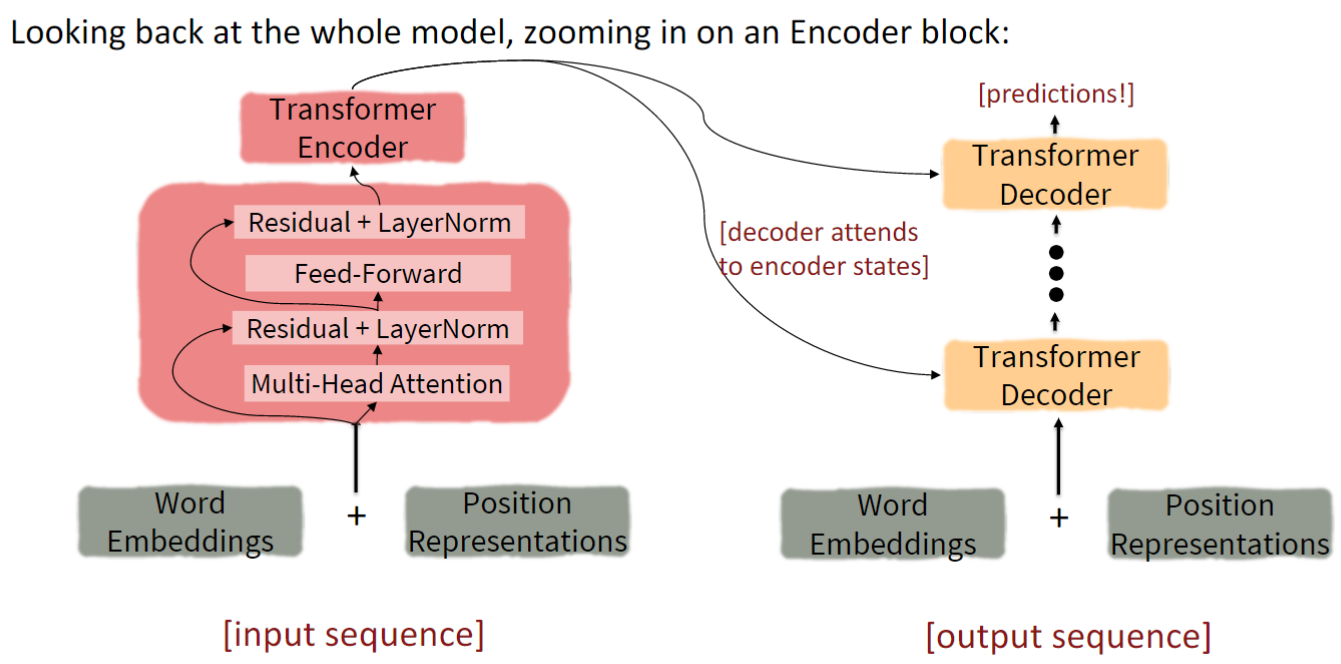 Looking back at the whole model, zooming in on an Encoder block:
Transformer
Encoder
Residual + LayerNorm
Feed-Forward
Residual + LayerNorm
Multi-Head Attention
Word
Embeddings
+
Position
Representations
[input sequence]
[decoder attends
to encoder states]
[predictions!]
Transformer
Decoder
Transformer
Decoder
Word
Embeddings
+
Position
Representations
[output sequence]